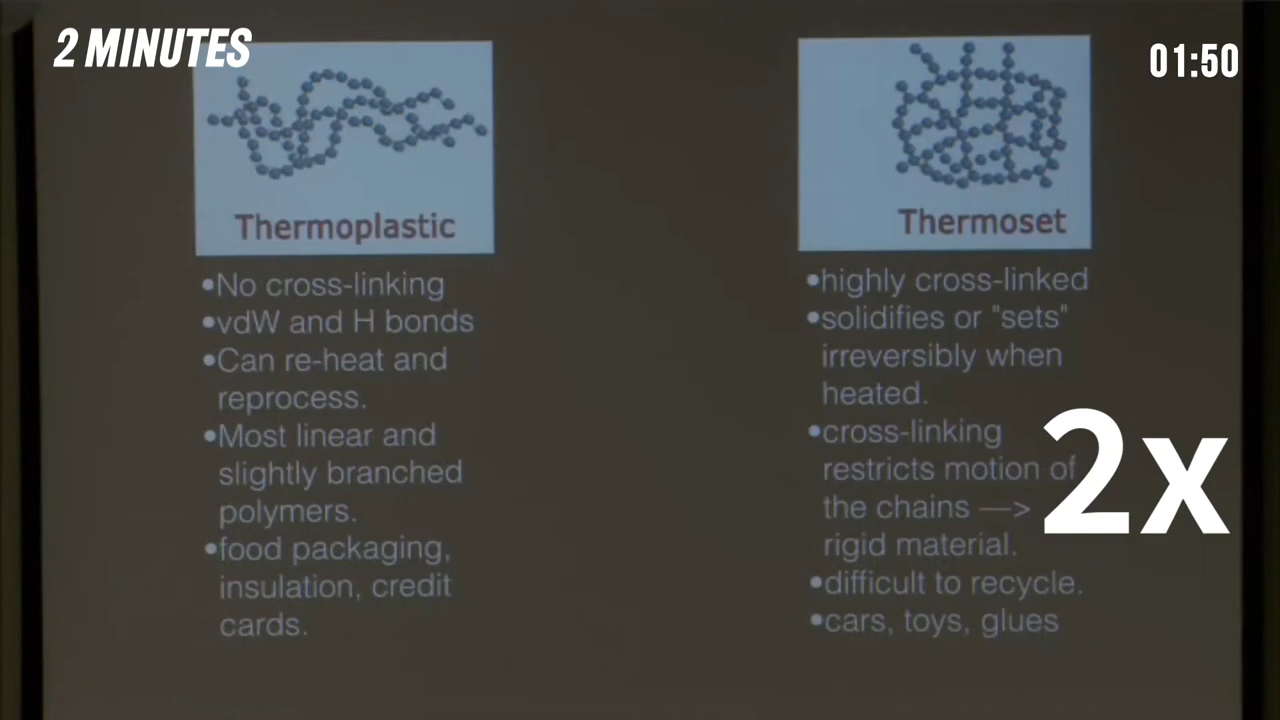 2 MINUTES
01:50
Thermoplastic
•No cross-linking
•vdW and H bonds
•Can re-heat and
reprocess.
•Most linear and
slightly branched
polymers.
•food packaging,
insulation, credit
cards.
Thermoset
•highly cross-linked
•solidifies or "sets"
irreversibly when
heated.
•cross-linking
restricts motion of
the chains —>
rigid material.
•difficult to recycle.
•cars, toys, glues
2x